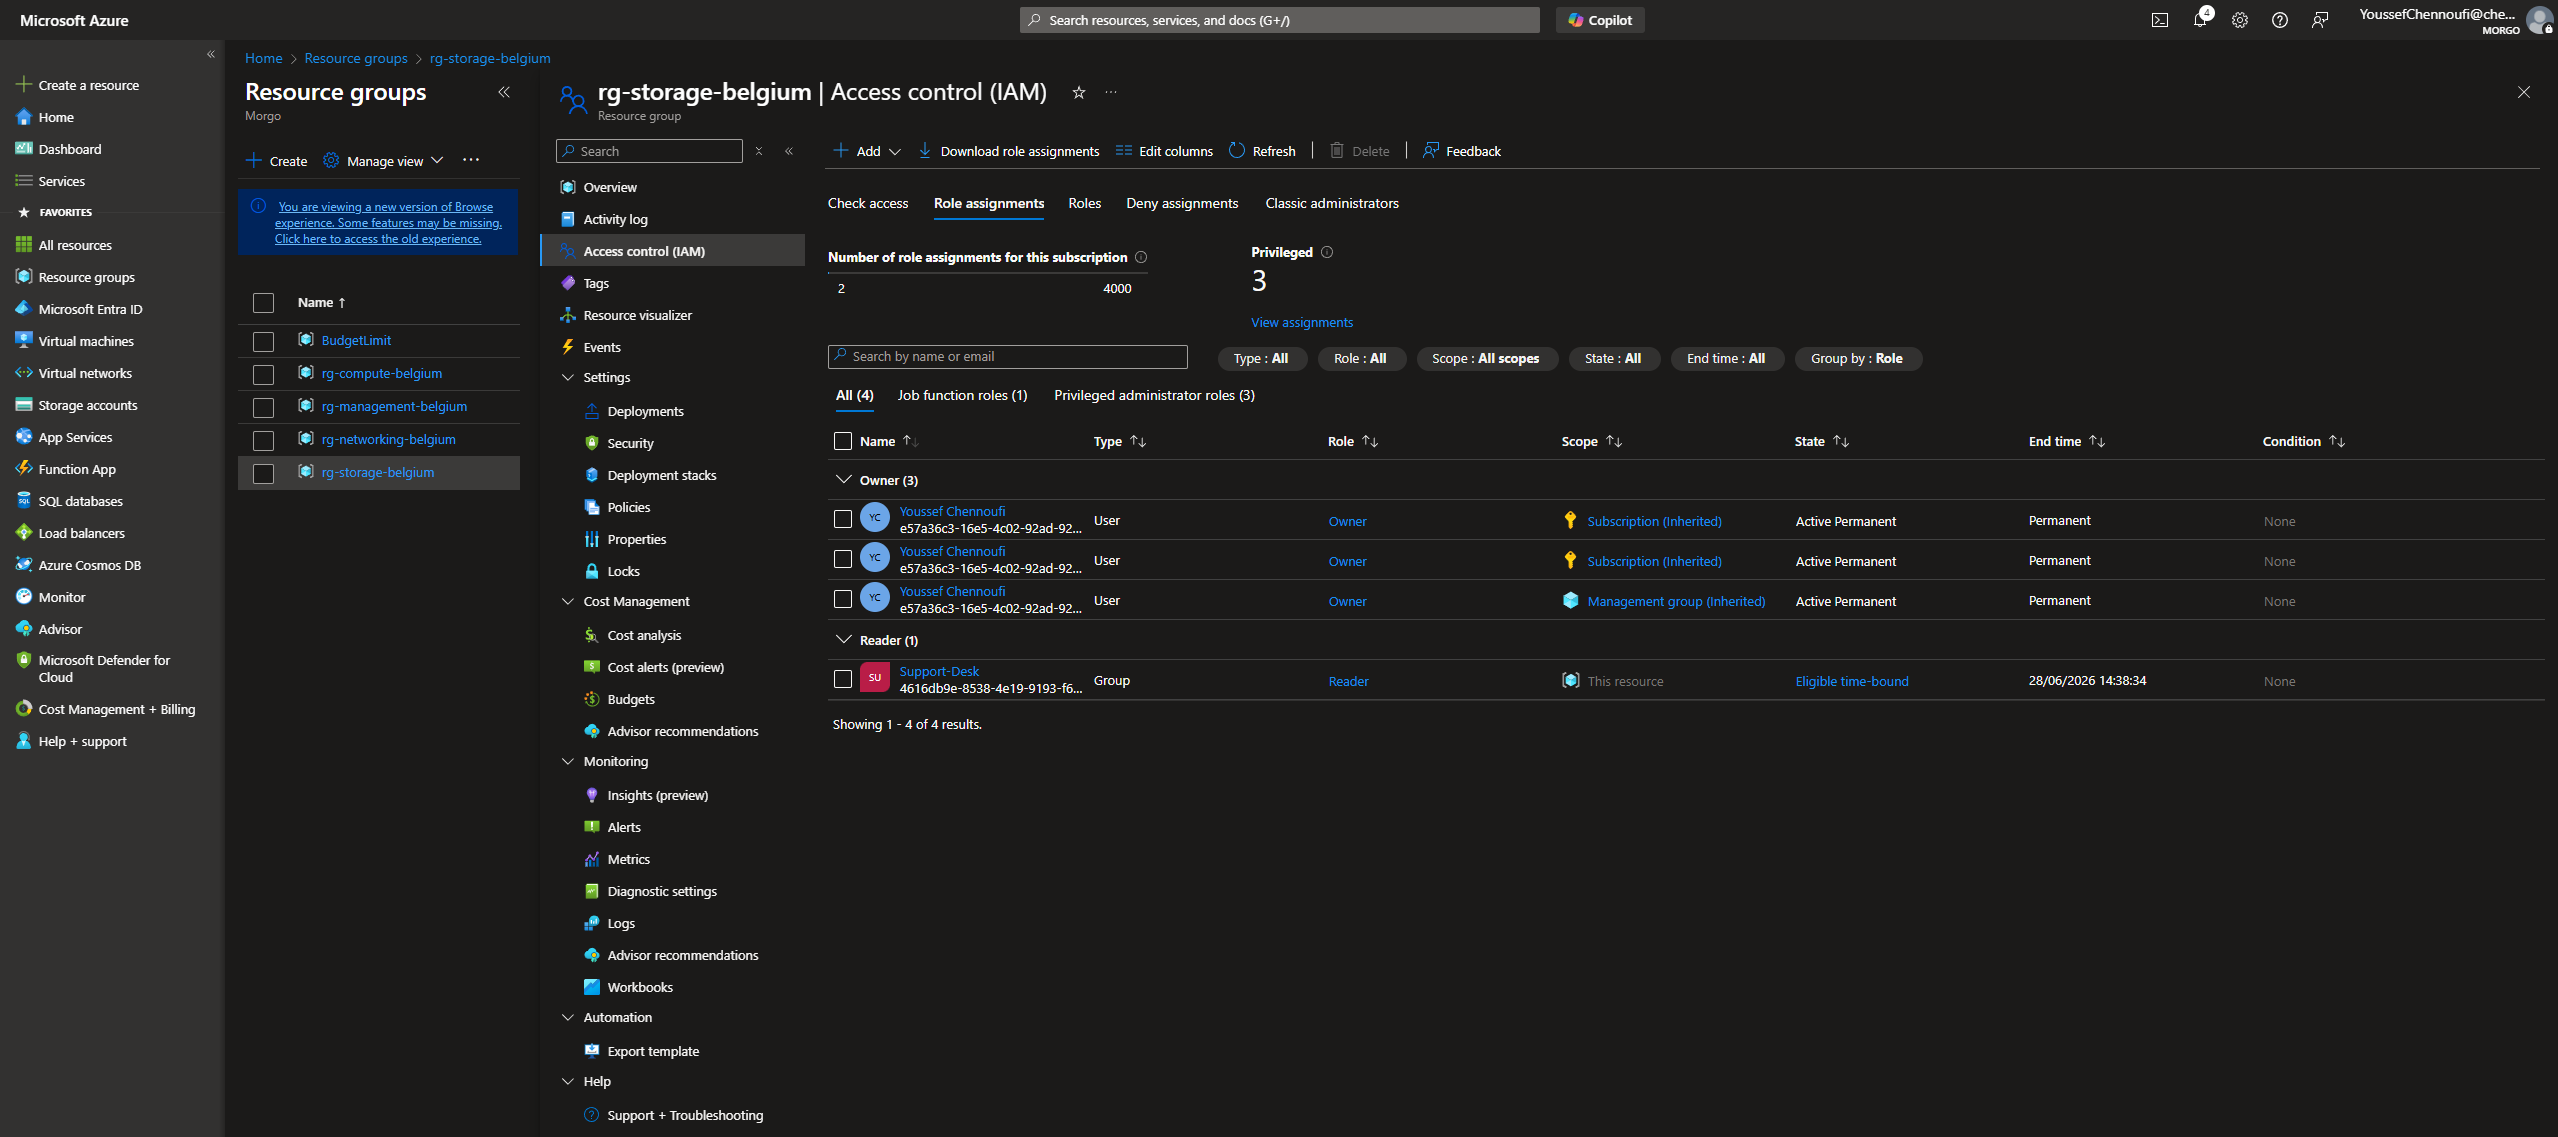 Microsoft Azure
Search resources, services, and docs (G+/)
Copilot
4
YoussefChennoufi@che...
MORGO
Create a resource
Home
Dashboard
Services
FAVORITES
All resources
Resource groups
Microsoft Entra ID
Virtual machines
Virtual networks
Storage accounts
App Services
Function App
SQL databases
Load balancers
Azure Cosmos DB
Monitor
Advisor
Microsoft Defender for
Cloud
Cost Management + Billing
Help + support
Home > Resource groups > rg-storage-belgium
Resource groups
Morgo
Create
Manage view
You are viewing a new version of Browse
experience. Some features may be missing.
Click here to access the old experience.
Name ↑
BudgetLimit
rg-compute-belgium
rg-management-belgium
rg-networking-belgium
rg-storage-belgium
rg-storage-belgium | Access control (IAM)
Resource group
Search
Overview
Activity log
Access control (IAM)
Tags
Resource visualizer
Events
Settings
Deployments
Security
Deployment stacks
Policies
Properties
Locks
Cost Management
Cost analysis
Cost alerts (preview)
Budgets
Advisor recommendations
Monitoring
Insights (preview)
Alerts
Metrics
Diagnostic settings
Logs
Advisor recommendations
Workbooks
Automation
Export template
Help
Support + Troubleshooting
Add
Download role assignments
Edit columns
Refresh
Delete
Feedback
Check access
Role assignments
Roles
Deny assignments
Classic administrators
Number of role assignments for this subscription
2 4000
Privileged
3
View assignments
Search by name or email
Type : All
Role : All
Scope : All scopes
State : All
End time : All
Group by : Role
All (4)
Job function roles (1)
Privileged administrator roles (3)
Name ↑↓ Type ↑↓ Role ↑↓ Scope ↑↓ State ↑↓ End time ↑↓ Condition ↑↓
Owner (3)
YC Youssef Chennoufi
e57a36c3-16e5-4c02-92ad-92... User Owner Subscription (Inherited) Active Permanent Permanent None
YC Youssef Chennoufi
e57a36c3-16e5-4c02-92ad-92... User Owner Subscription (Inherited) Active Permanent Permanent None
YC Youssef Chennoufi
e57a36c3-16e5-4c02-92ad-92... User Owner Management group (Inherited) Active Permanent Permanent None
Reader (1)
SU Support-Desk
4616db9e-8538-4e19-9193-f6... Group Reader This resource Eligible time-bound 28/06/2026 14:38:34 None
Showing 1 - 4 of 4 results.